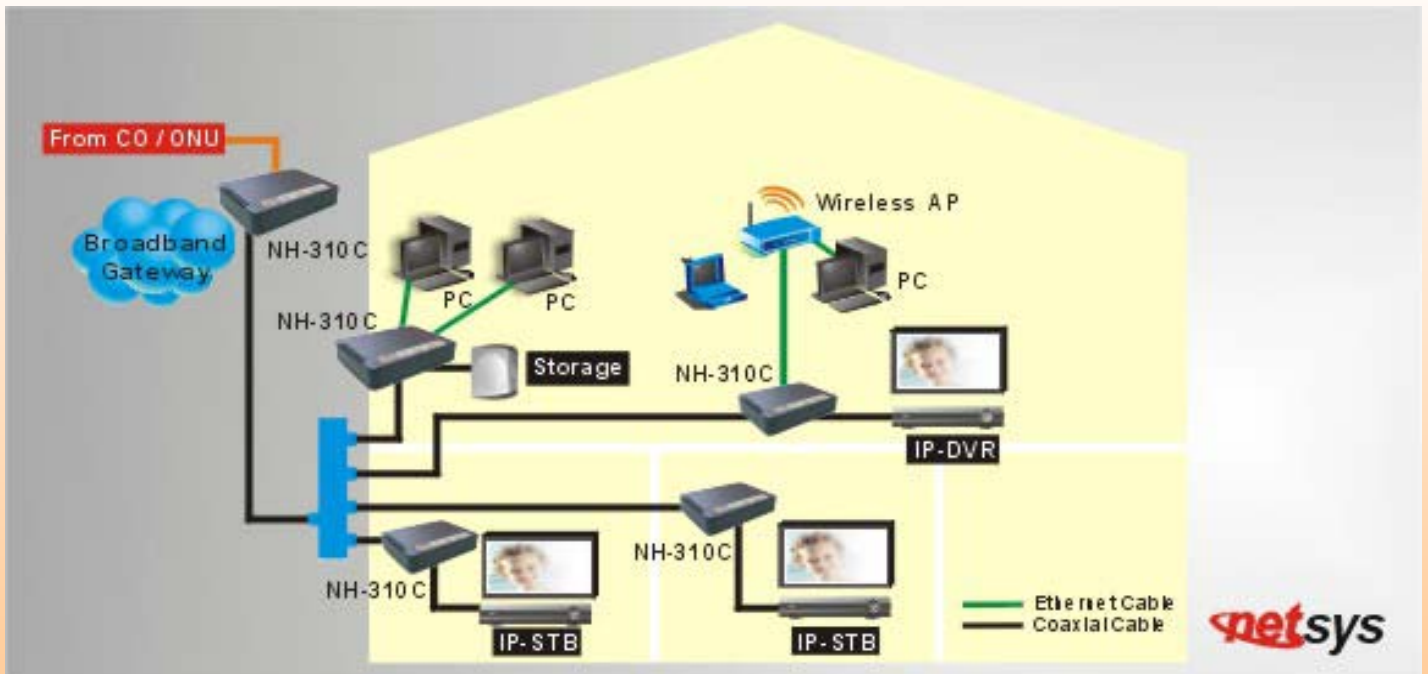 From CO / ONU
Broadband
Gateway
NH-310C
NH-310C
PC
PC
Storage
Wireless AP
PC
NH-310C
IP-DVR
NH-310C
IP-STB
NH-310C
IP-STB
Ethernet Cable
Coaxial Cable
netsys